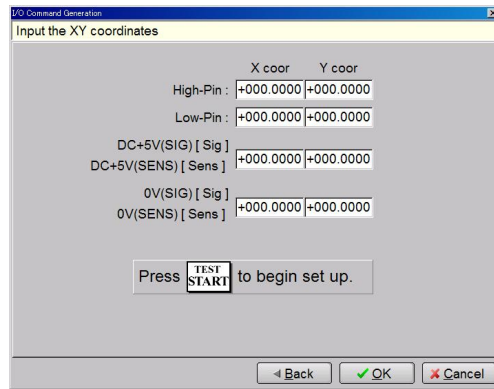 I/O Command Generation
Input the XY coordinates
X coor Y coor
High-Pin : +000.0000 +000.0000
Low-Pin : +000.0000 +000.0000
DC+5V(SIG) [ Sig ]
DC+5V(SENS) [ Sens ] +000.0000 +000.0000
0V(SIG) [ Sig ]
0V(SENS) [ Sens ] +000.0000 +000.0000
Press TEST START to begin set up.
Back OK Cancel